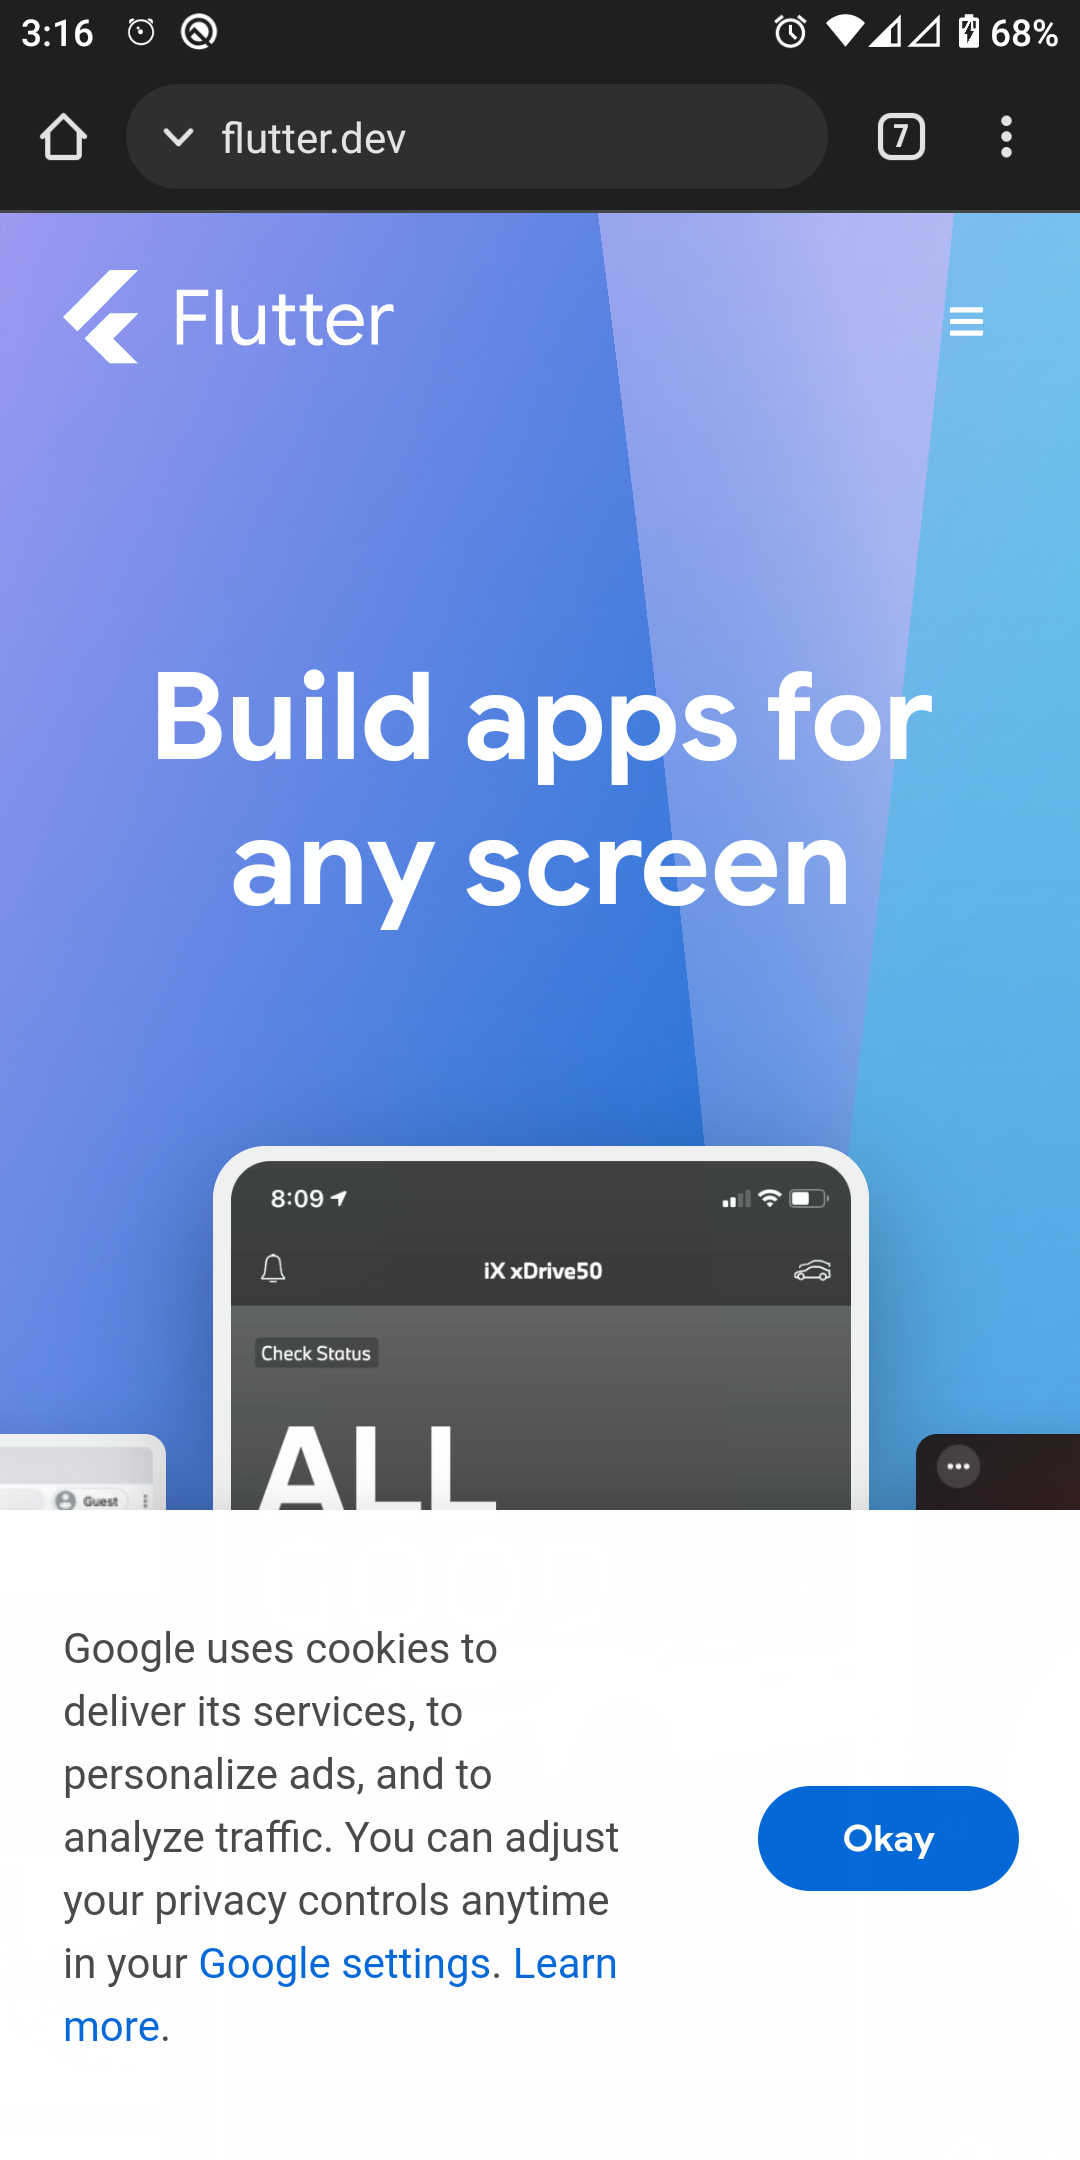 3:16
68%
flutter.dev
7
Flutter
Build apps for
any screen
8:09
iX xDrive50
Check Status
ALL
Guest
Google uses cookies to
deliver its services, to
personalize ads, and to
analyze traffic. You can adjust
your privacy controls anytime
in your Google settings. Learn
more.
Okay